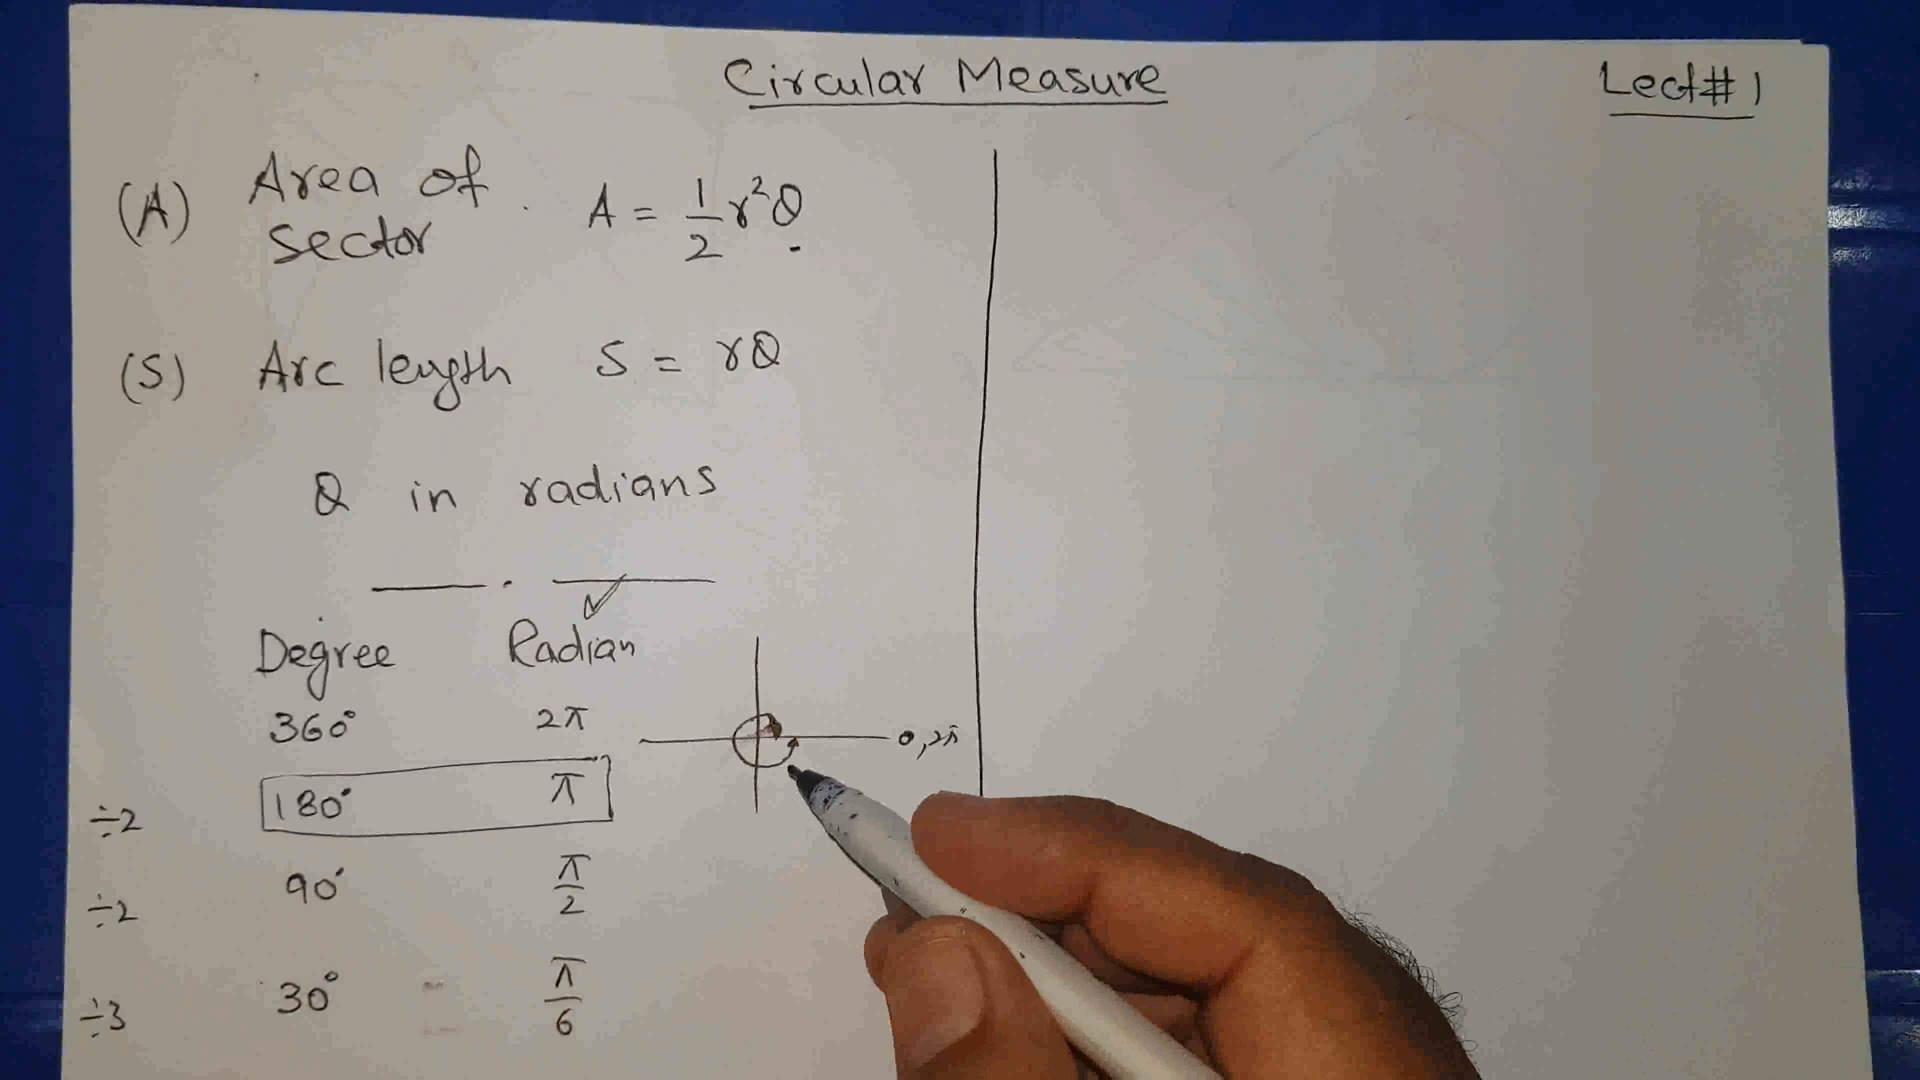 Circular Measure
Lect# 1
(A) Area of sector A = 1/2 r²θ
(S) Arc length S = rθ
θ in radians
Degree Radian
360° 2π
0, 2π
÷2 180° π
÷2 90° π/2
÷3 30° π/6